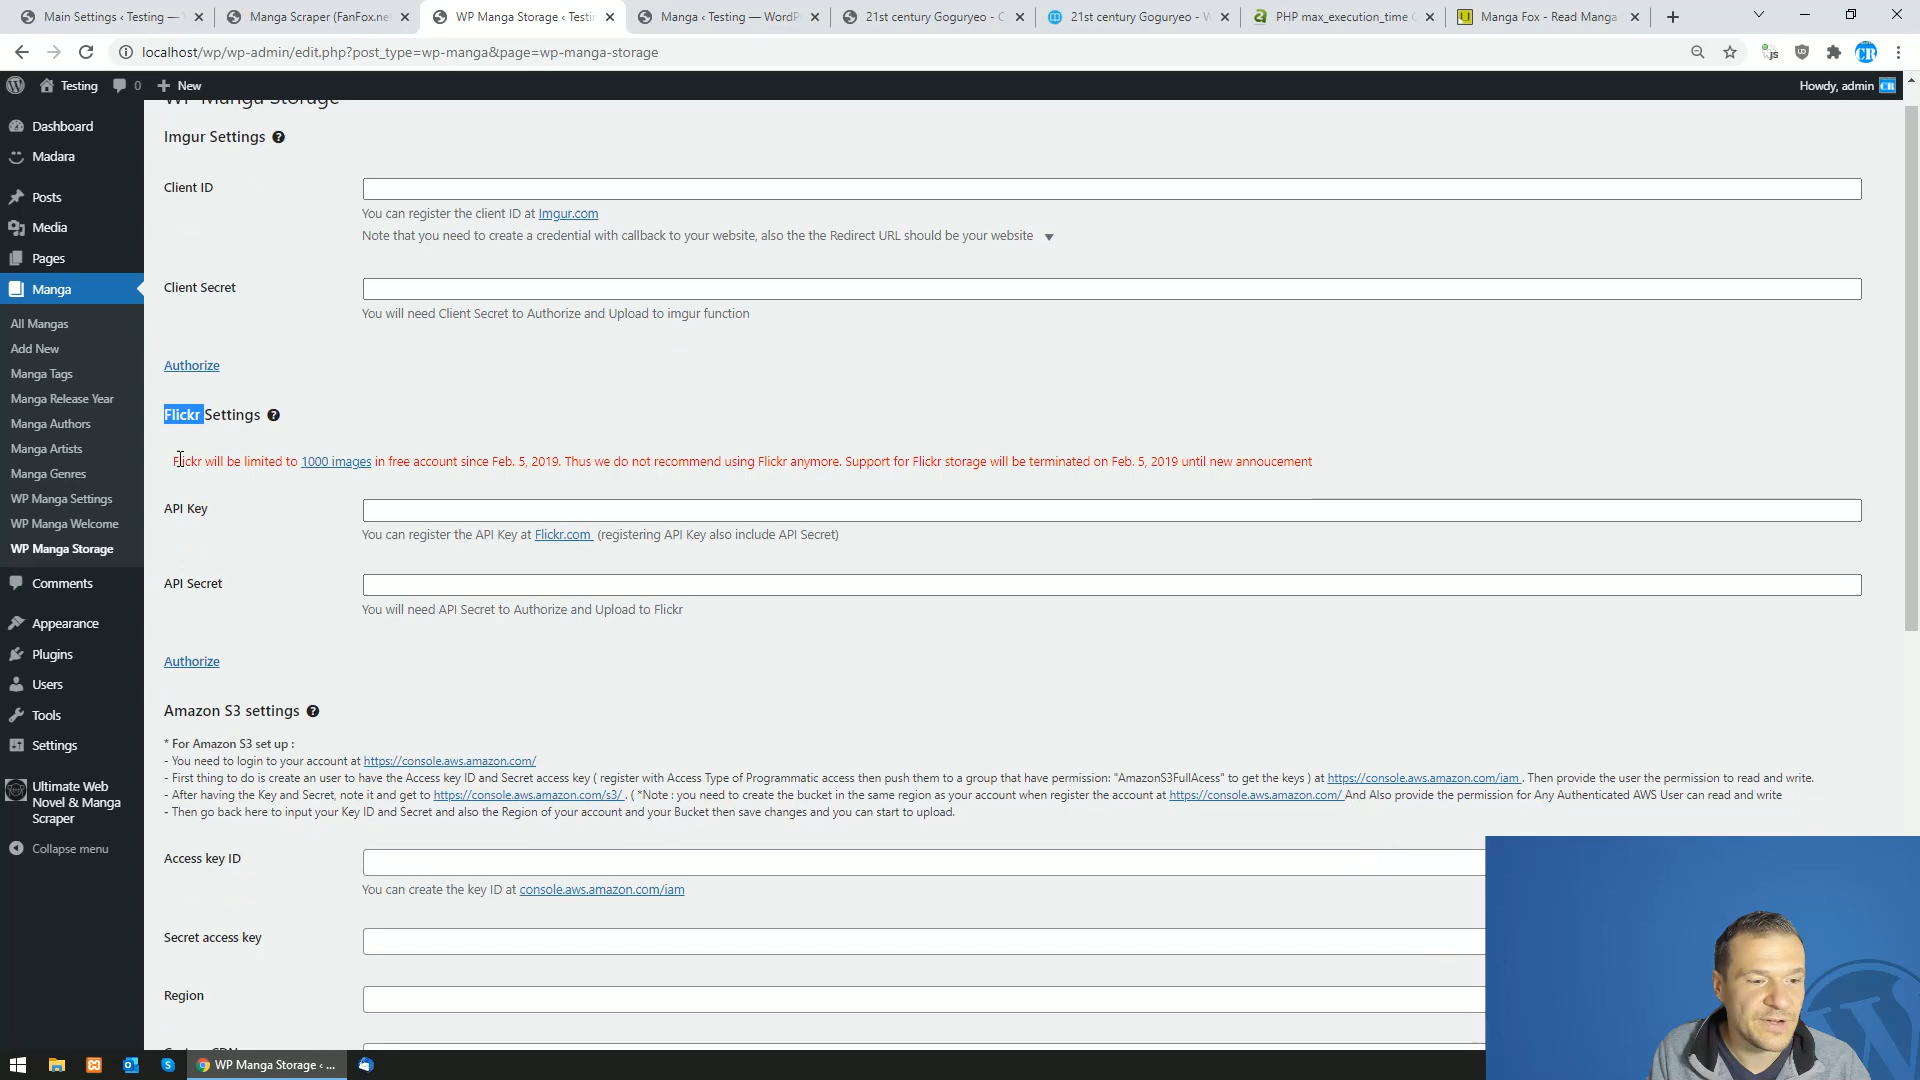 Main Settings ‹ Testing —
Manga Scraper (FanFox.ne
WP Manga Storage ‹ Testin
Manga ‹ Testing — WordP
21st century Goguryeo - C
21st century Goguryeo - W
PHP max_execution_time
Manga Fox - Read Manga
localhost/wp/wp-admin/edit.php?post_type=wp-manga&page=wp-manga-storage
Testing
0
New
Howdy, admin
Dashboard
Madara
Posts
Media
Pages
Manga
All Mangas
Add New
Manga Tags
Manga Release Year
Manga Authors
Manga Artists
Manga Genres
WP Manga Settings
WP Manga Welcome
WP Manga Storage
Comments
Appearance
Plugins
Users
Tools
Settings
Ultimate Web
Novel & Manga
Scraper
Collapse menu
WP Manga Storage
Imgur Settings
Client ID
You can register the client ID at Imgur.com
Note that you need to create a credential with callback to your website, also the the Redirect URL should be your website
Client Secret
You will need Client Secret to Authorize and Upload to imgur function
Authorize
Flickr Settings
Flickr will be limited to 1000 images in free account since Feb. 5, 2019. Thus we do not recommend using Flickr anymore. Support for Flickr storage will be terminated on Feb. 5, 2019 until new annoucement
API Key
You can register the API Key at Flickr.com (registering API Key also include API Secret)
API Secret
You will need API Secret to Authorize and Upload to Flickr
Authorize
Amazon S3 settings
* For Amazon S3 set up :
- You need to login to your account at https://console.aws.amazon.com/
- First thing to do is create an user to have the Access key ID and Secret access key ( register with Access Type of Programmatic access then push them to a group that have permission: "AmazonS3FullAcess" to get the keys ) at https://console.aws.amazon.com/iam . Then provide the user the permission to read and write.
- After having the Key and Secret, note it and get to https://console.aws.amazon.com/s3/ . ( *Note : you need to create the bucket in the same region as your account when register the account at https://console.aws.amazon.com/ And Also provide the permission for Any Authenticated AWS User can read and write
- Then go back here to input your Key ID and Secret and also the Region of your account and your Bucket then save changes and you can start to upload.
Access key ID
You can create the key ID at console.aws.amazon.com/iam
Secret access key
Region
WP Manga Storage ‹ ...